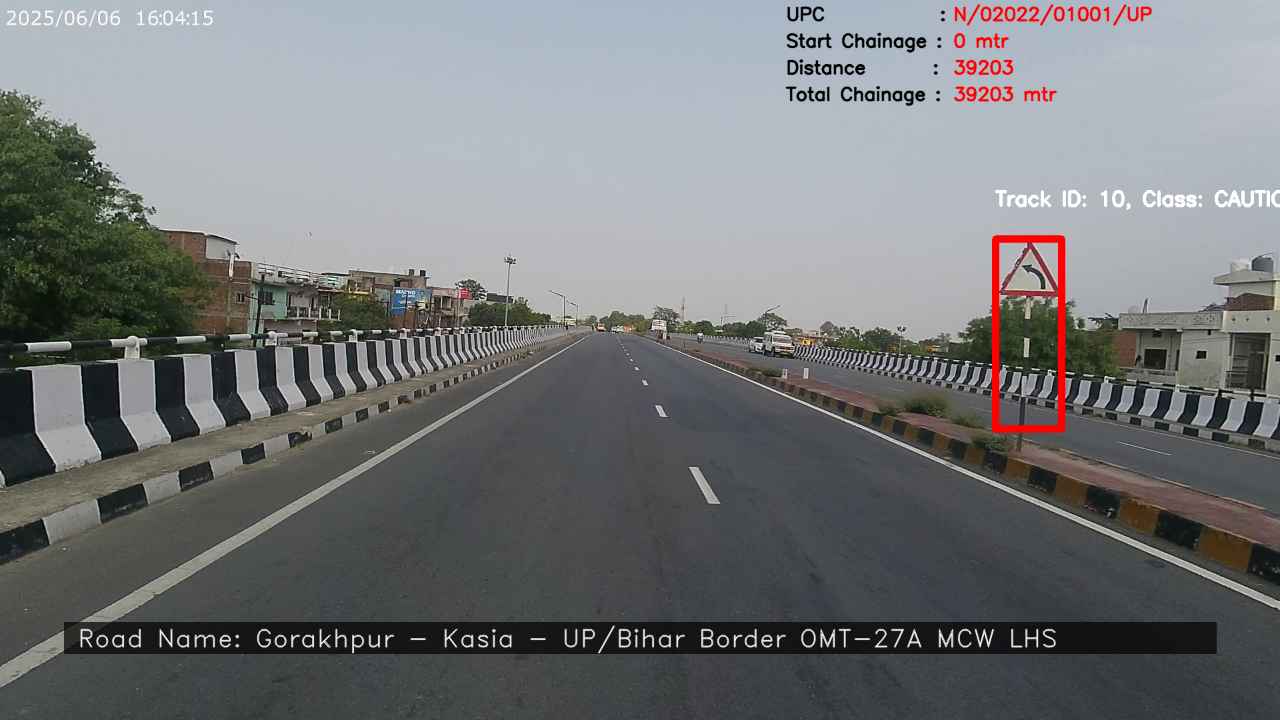 2025/06/06 16:04:15
UPC : N/02022/01001/UP
Start Chainage : 0 mtr
Distance : 39203
Total Chainage : 39203 mtr
Track ID: 10, Class: CAUTIO
Road Name: Gorakhpur - Kasia - UP/Bihar Border OMT-27A MCW LHS